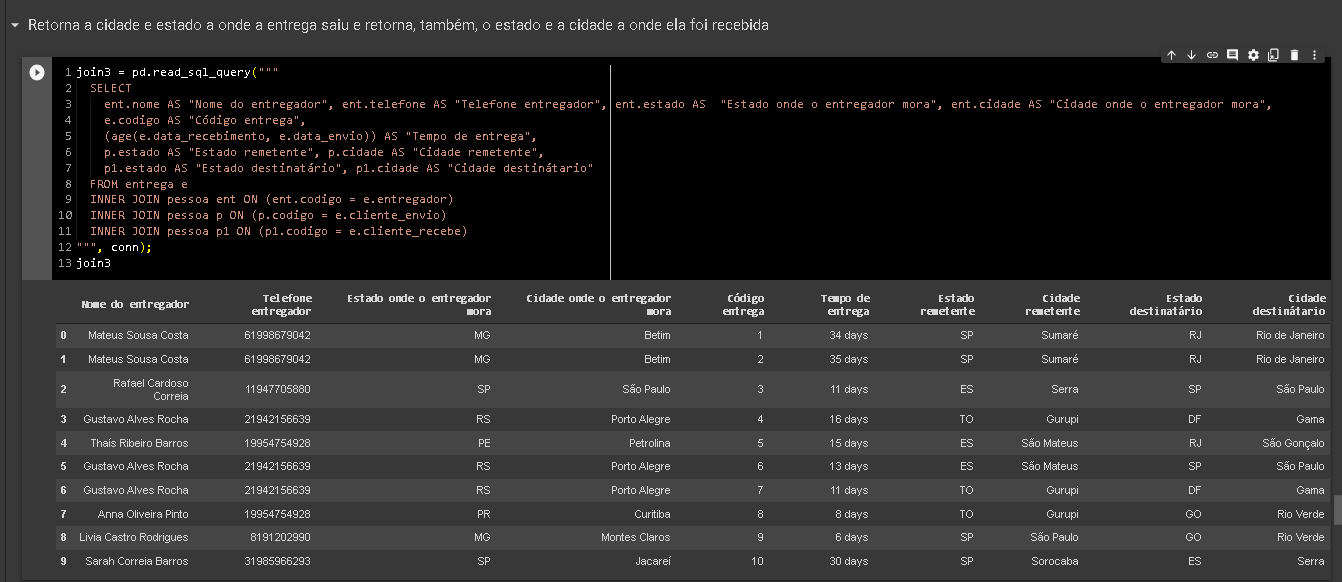 Retorna a cidade e estado a onde a entrega saiu e retorna, também, o estado e a cidade a onde ela foi recebida
1 join3 = pd.read_sql_query("""
2 SELECT
3 ent.nome AS "Nome do entregador", ent.telefone AS "Telefone entregador", ent.estado AS  "Estado onde o entregador mora", ent.cidade AS "Cidade onde o entregador mora",
4 e.codigo AS "Código entrega",
5 (age(e.data_recebimento, e.data_envio)) AS "Tempo de entrega",
6 p.estado AS "Estado remetente", p.cidade AS "Cidade remetente",
7 p1.estado AS "Estado destinatário", p1.cidade AS "Cidade destinátario"
8 FROM entrega e
9 INNER JOIN pessoa ent ON (ent.codigo = e.entregador)
10 INNER JOIN pessoa p ON (p.codigo = e.cliente_envio)
11 INNER JOIN pessoa p1 ON (p1.codigo = e.cliente_recebe)
12 """, conn);
13 join3
Nome do entregador Telefone entregador Estado onde o entregador mora Cidade onde o entregador mora Código entrega Tempo de entrega Estado remetente Cidade remetente Estado destinatário Cidade destinátario
0 Mateus Sousa Costa 61998679042 MG Betim 1 34 days SP Sumaré RJ Rio de Janeiro
1 Mateus Sousa Costa 61998679042 MG Betim 2 35 days SP Sumaré RJ Rio de Janeiro
2 Rafael Cardoso Correia 11947705880 SP São Paulo 3 11 days ES Serra SP São Paulo
3 Gustavo Alves Rocha 21942156639 RS Porto Alegre 4 16 days TO Gurupi DF Gama
4 Thaís Ribeiro Barros 19954754928 PE Petrolina 5 15 days ES São Mateus RJ São Gonçalo
5 Gustavo Alves Rocha 21942156639 RS Porto Alegre 6 13 days ES São Mateus SP São Paulo
6 Gustavo Alves Rocha 21942156639 RS Porto Alegre 7 11 days TO Gurupi DF Gama
7 Anna Oliveira Pinto 19954754928 PR Curitiba 8 8 days TO Gurupi GO Rio Verde
8 Livia Castro Rodrigues 8191202990 MG Montes Claros 9 6 days SP São Paulo GO Rio Verde
9 Sarah Correia Barros 31985966293 SP Jacareí 10 30 days SP Sorocaba ES Serra